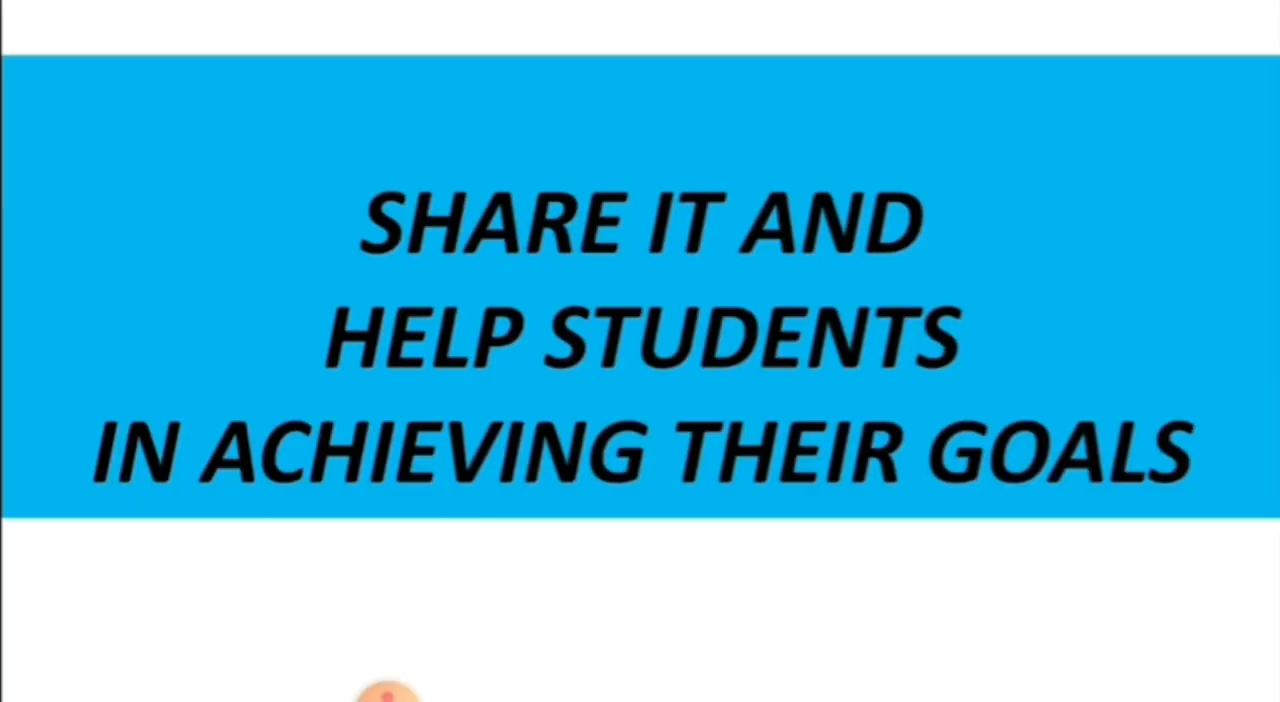 SHARE IT AND
HELP STUDENTS
IN ACHIEVING THEIR GOALS